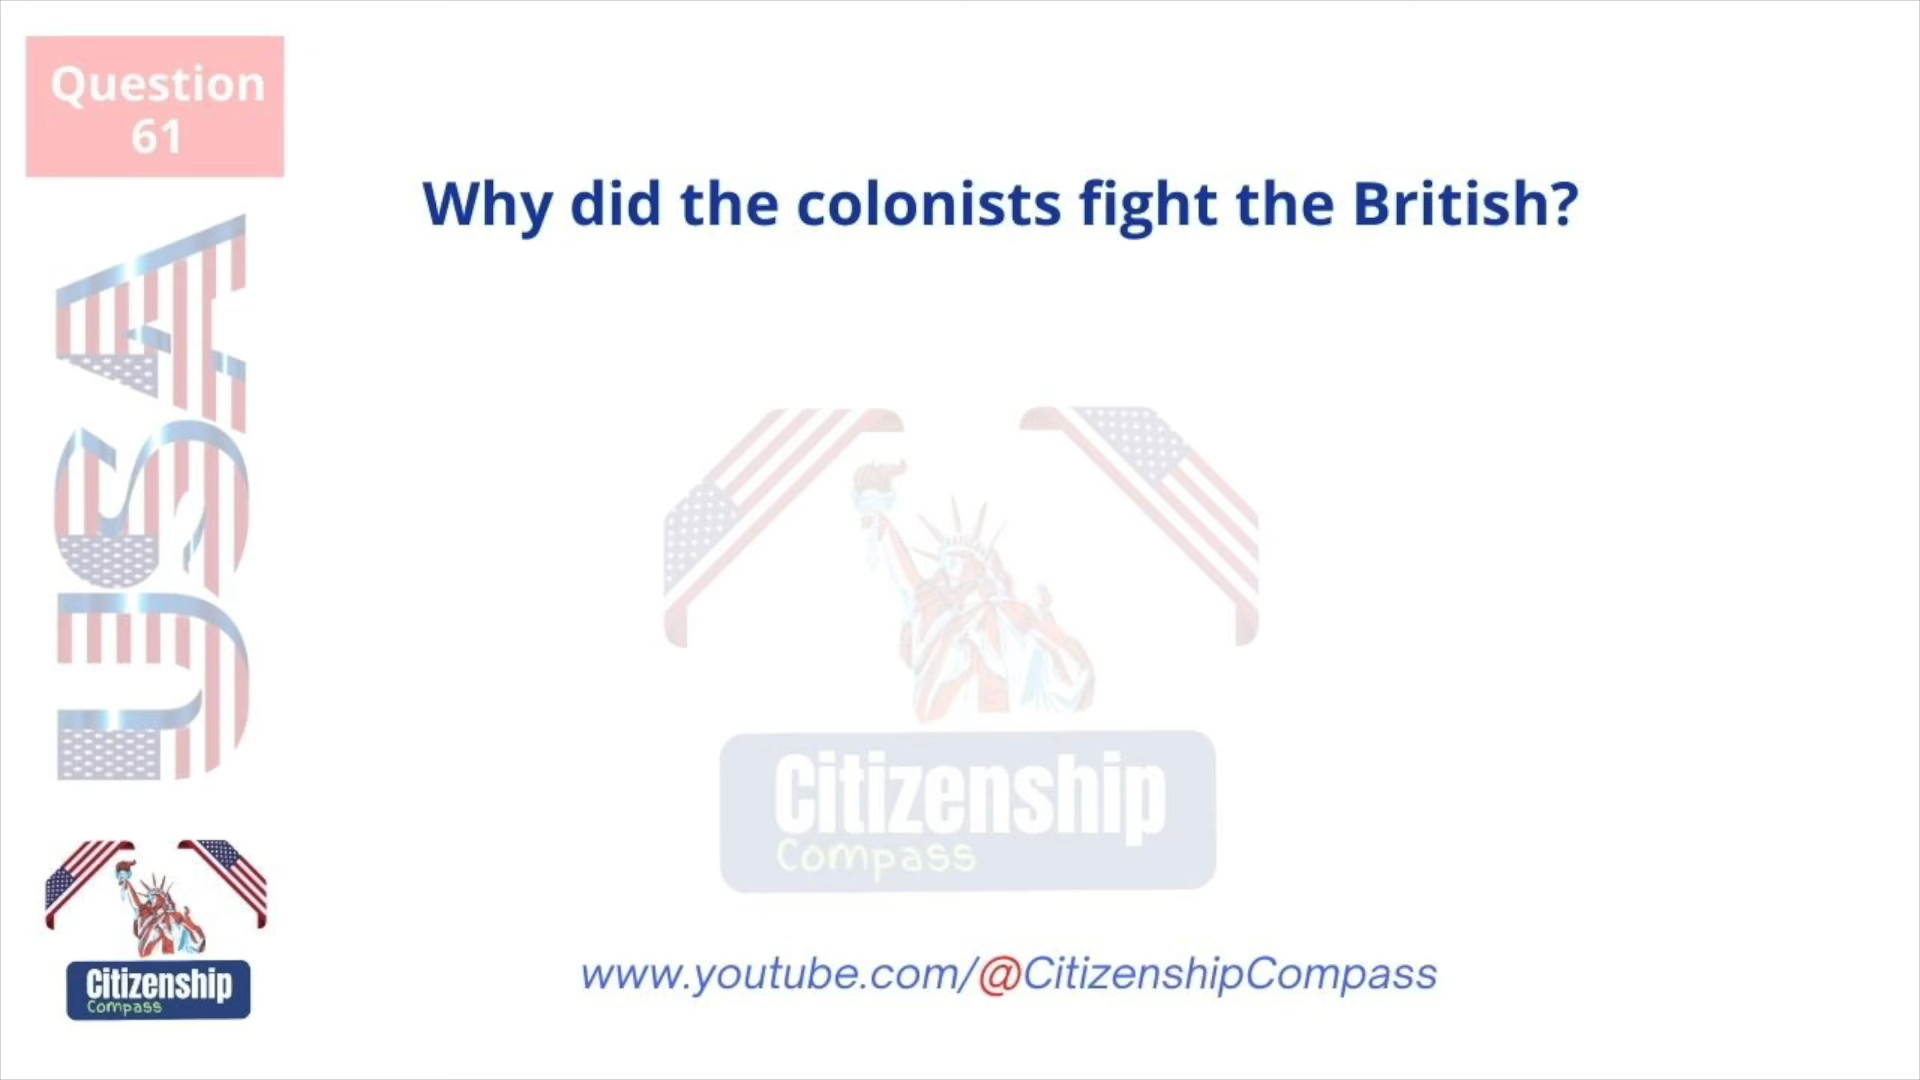 Question
61
Why did the colonists fight the British?
Citizenship
Compass
Citizenship
Compass
www.youtube.com/@CitizenshipCompass
USA